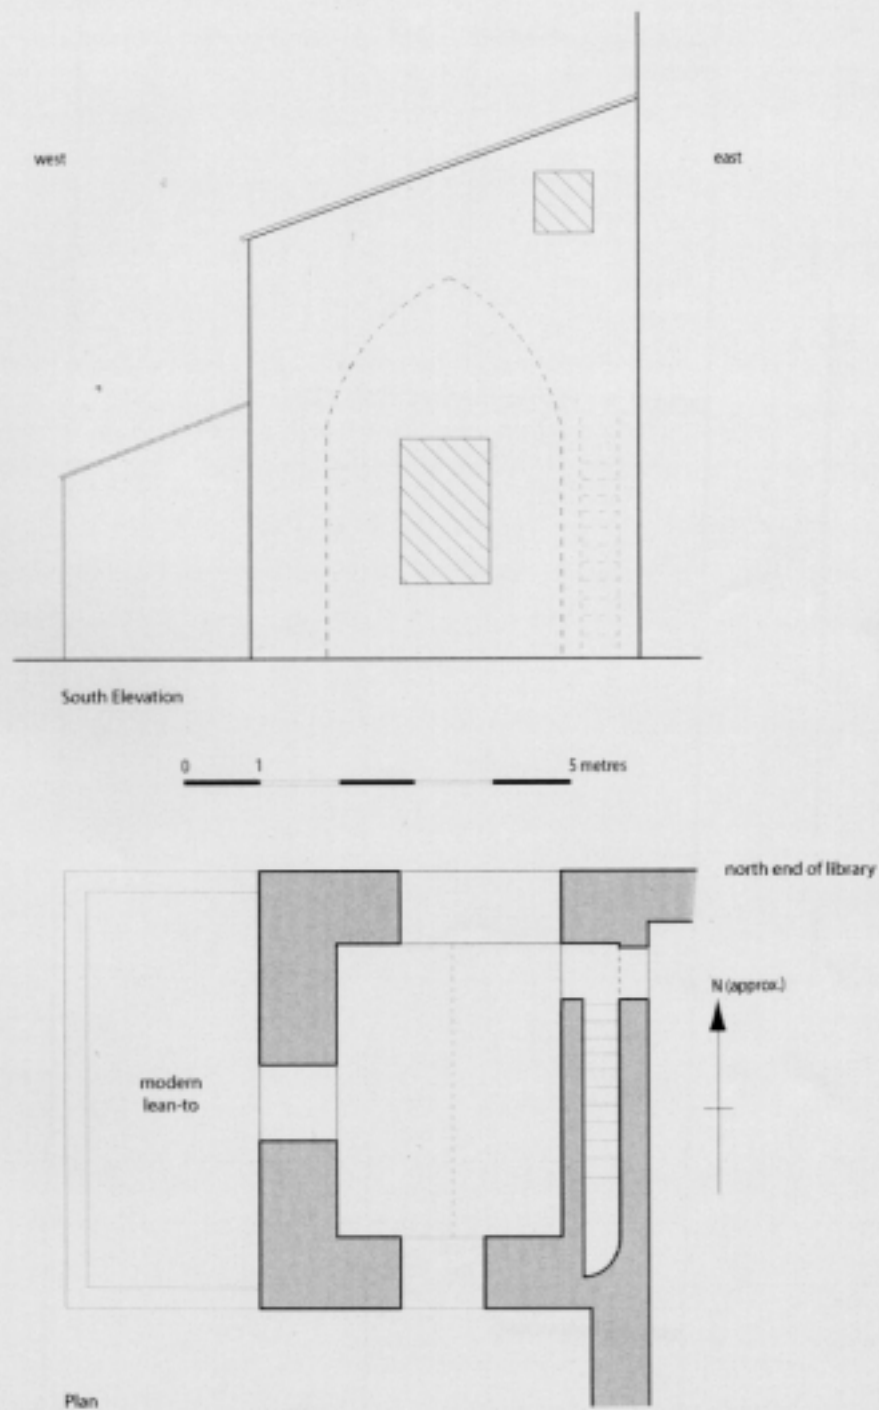 west
east
South Elevation
0 1 5 metres
north end of library
N (approx.)
modern
lean-to
Plan